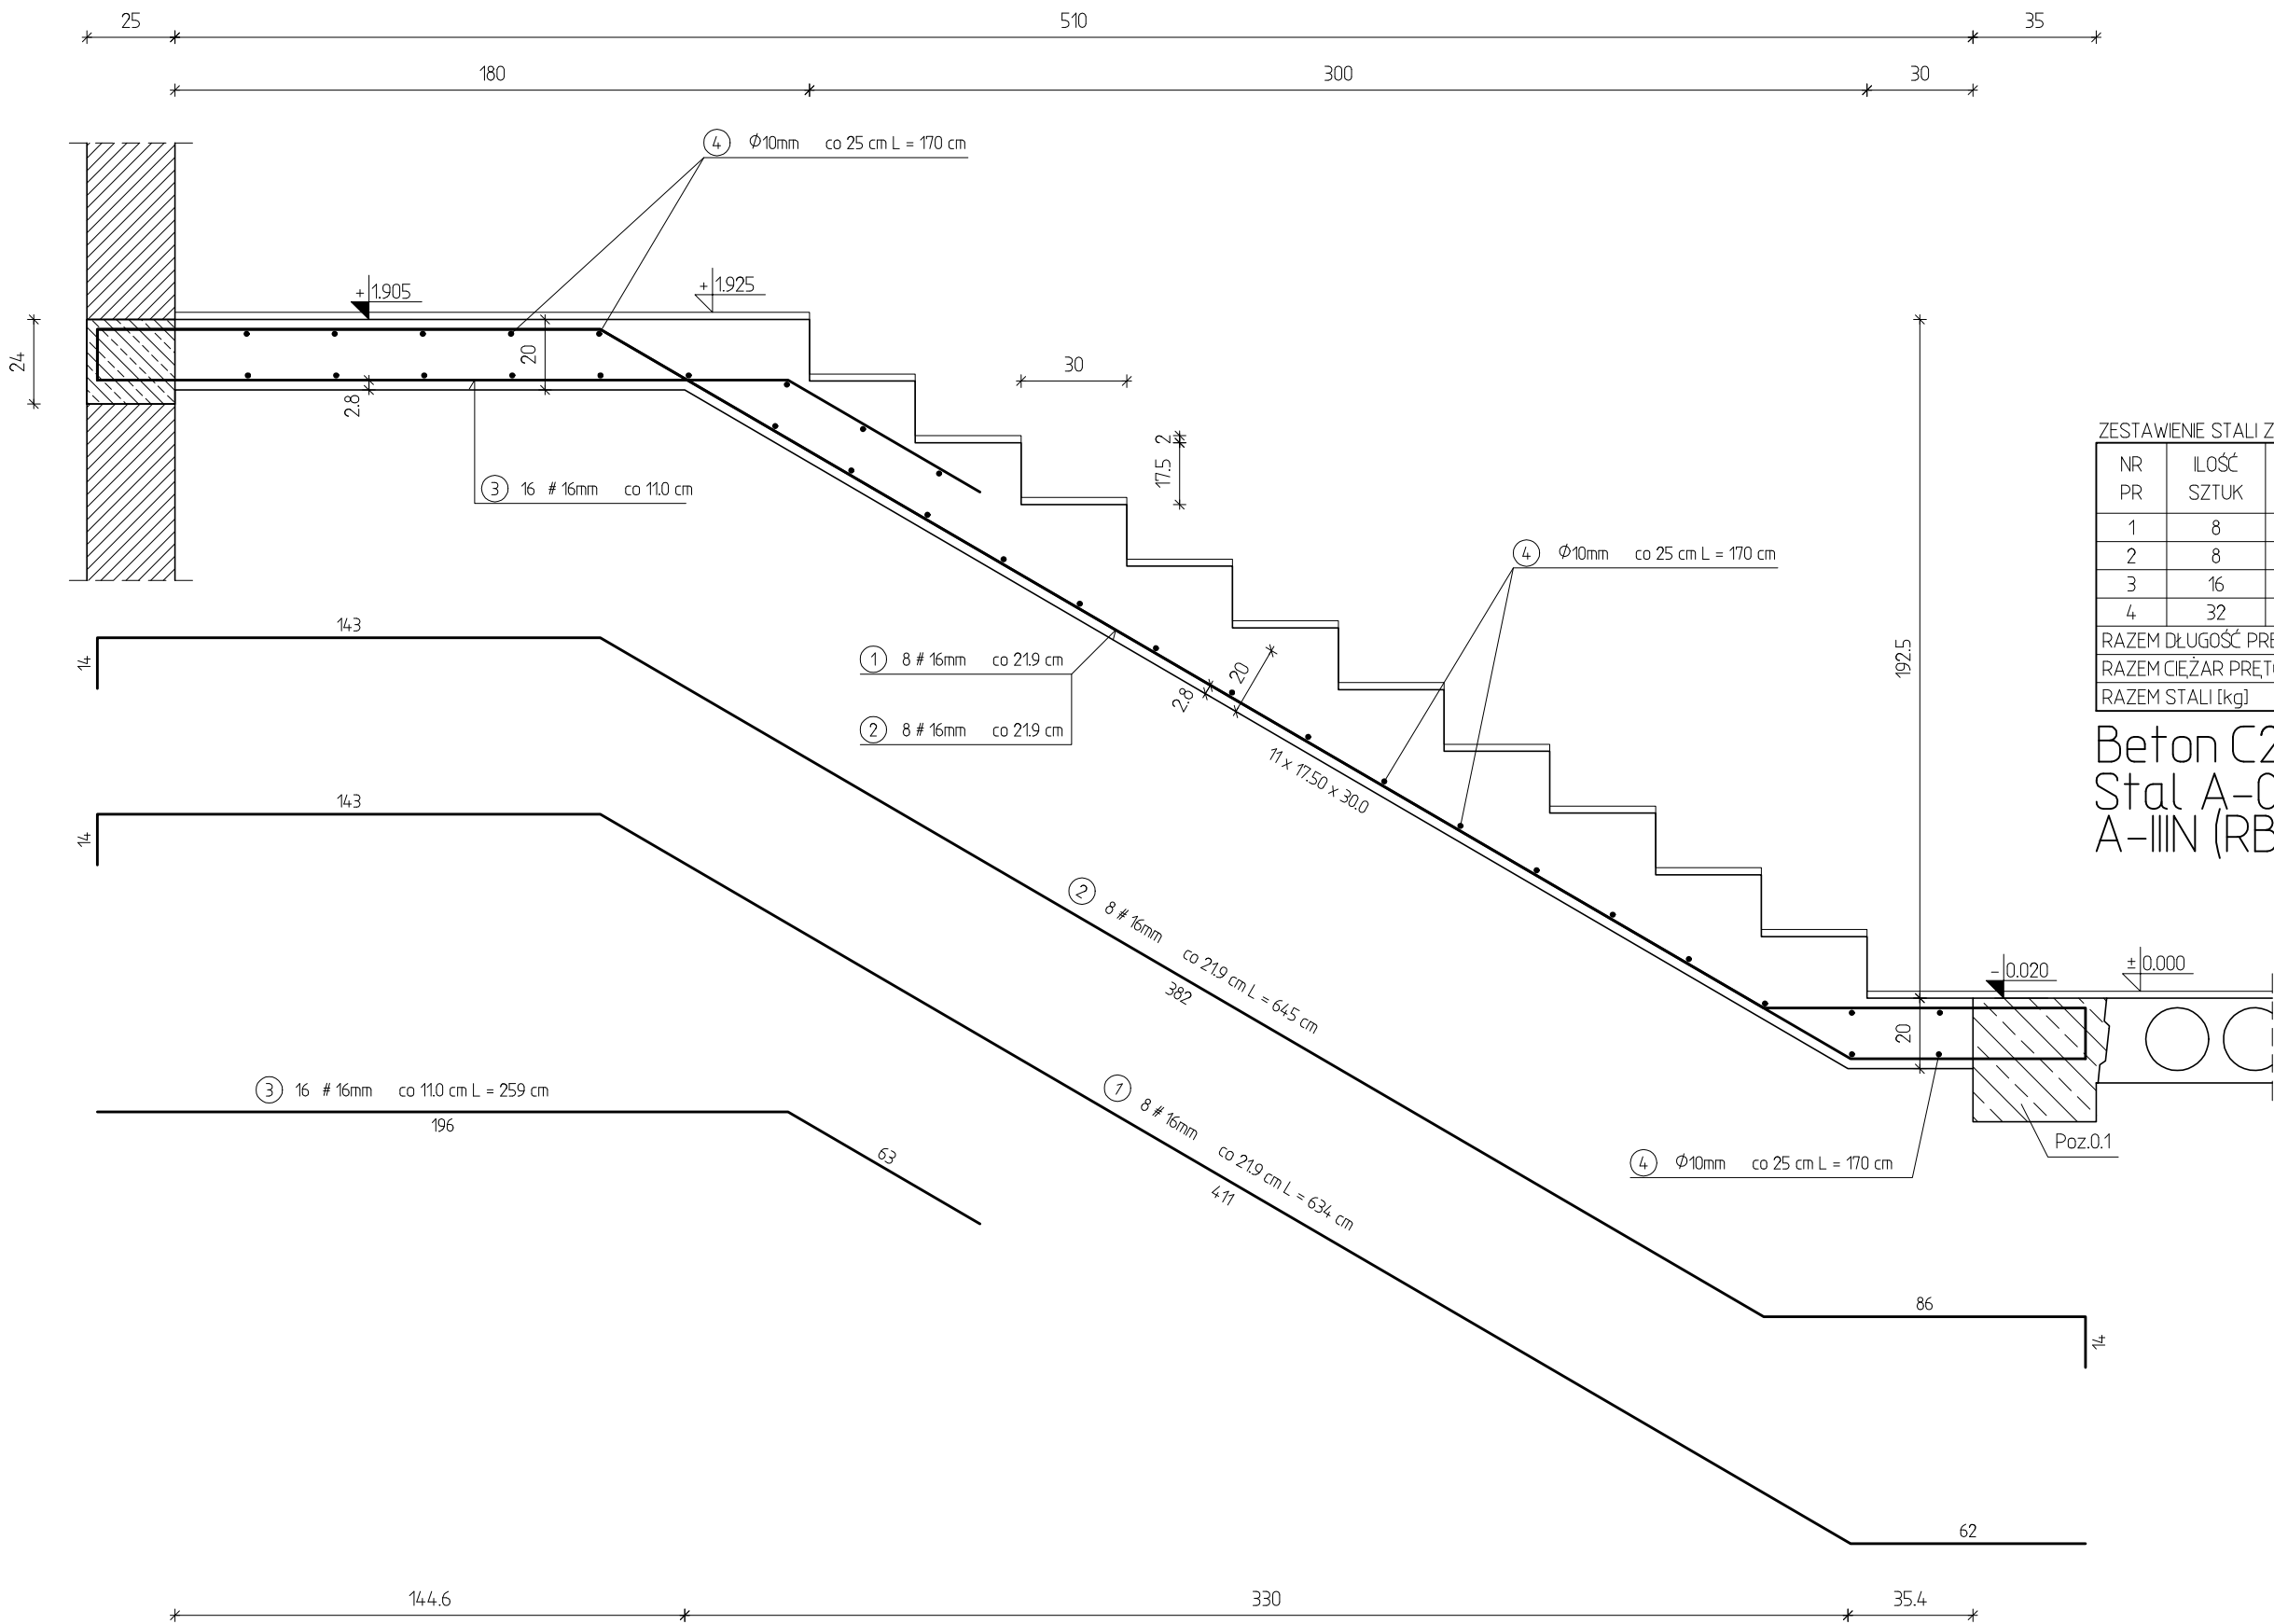 25 510 35
180 300 30
4 Ø10mm co 25 cm L = 170 cm
+1.905
+1.925
24
20
2.8
30
2
17.5
3 16 # 16mm co 11.0 cm
4 Ø10mm co 25 cm L = 170 cm
192.5
ZESTAWIENIE STALI Z
NR PR ILOŚĆ SZTUK
1 8
2 8
3 16
4 32
RAZEM DŁUGOŚĆ PRĘ
RAZEM CIĘŻAR PRĘT
RAZEM STALI [kg]
Beton C2
Stal A-0
A-IIIN (RB
143
14
1 8 # 16mm co 21.9 cm
2 8 # 16mm co 21.9 cm
20
2.8
11 x 17.50 x 30.0
143
14
2 8 # 16mm co 21.9 cm L = 645 cm
382
-0.020
±0.000
20
Poz.0.1
4 Ø10mm co 25 cm L = 170 cm
3 16 # 16mm co 11.0 cm L = 259 cm
196
63
1 8 # 16mm co 21.9 cm L = 634 cm
411
86
14
62
144.6 330 35.4